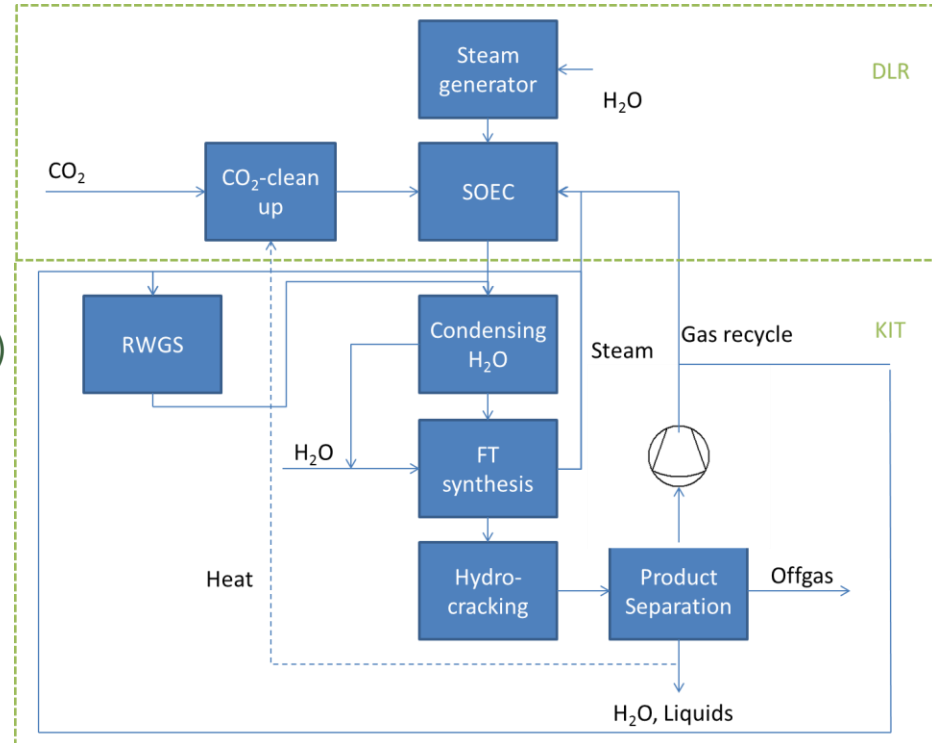 Steam
generator
DLR
H₂O
CO₂
CO₂-clean
up
SOEC
RWGS
Condensing
H₂O
Steam
Gas recycle
KIT
)
H₂O
FT
synthesis
Heat
Hydro-
cracking
Product
Separation
Offgas
H₂O, Liquids